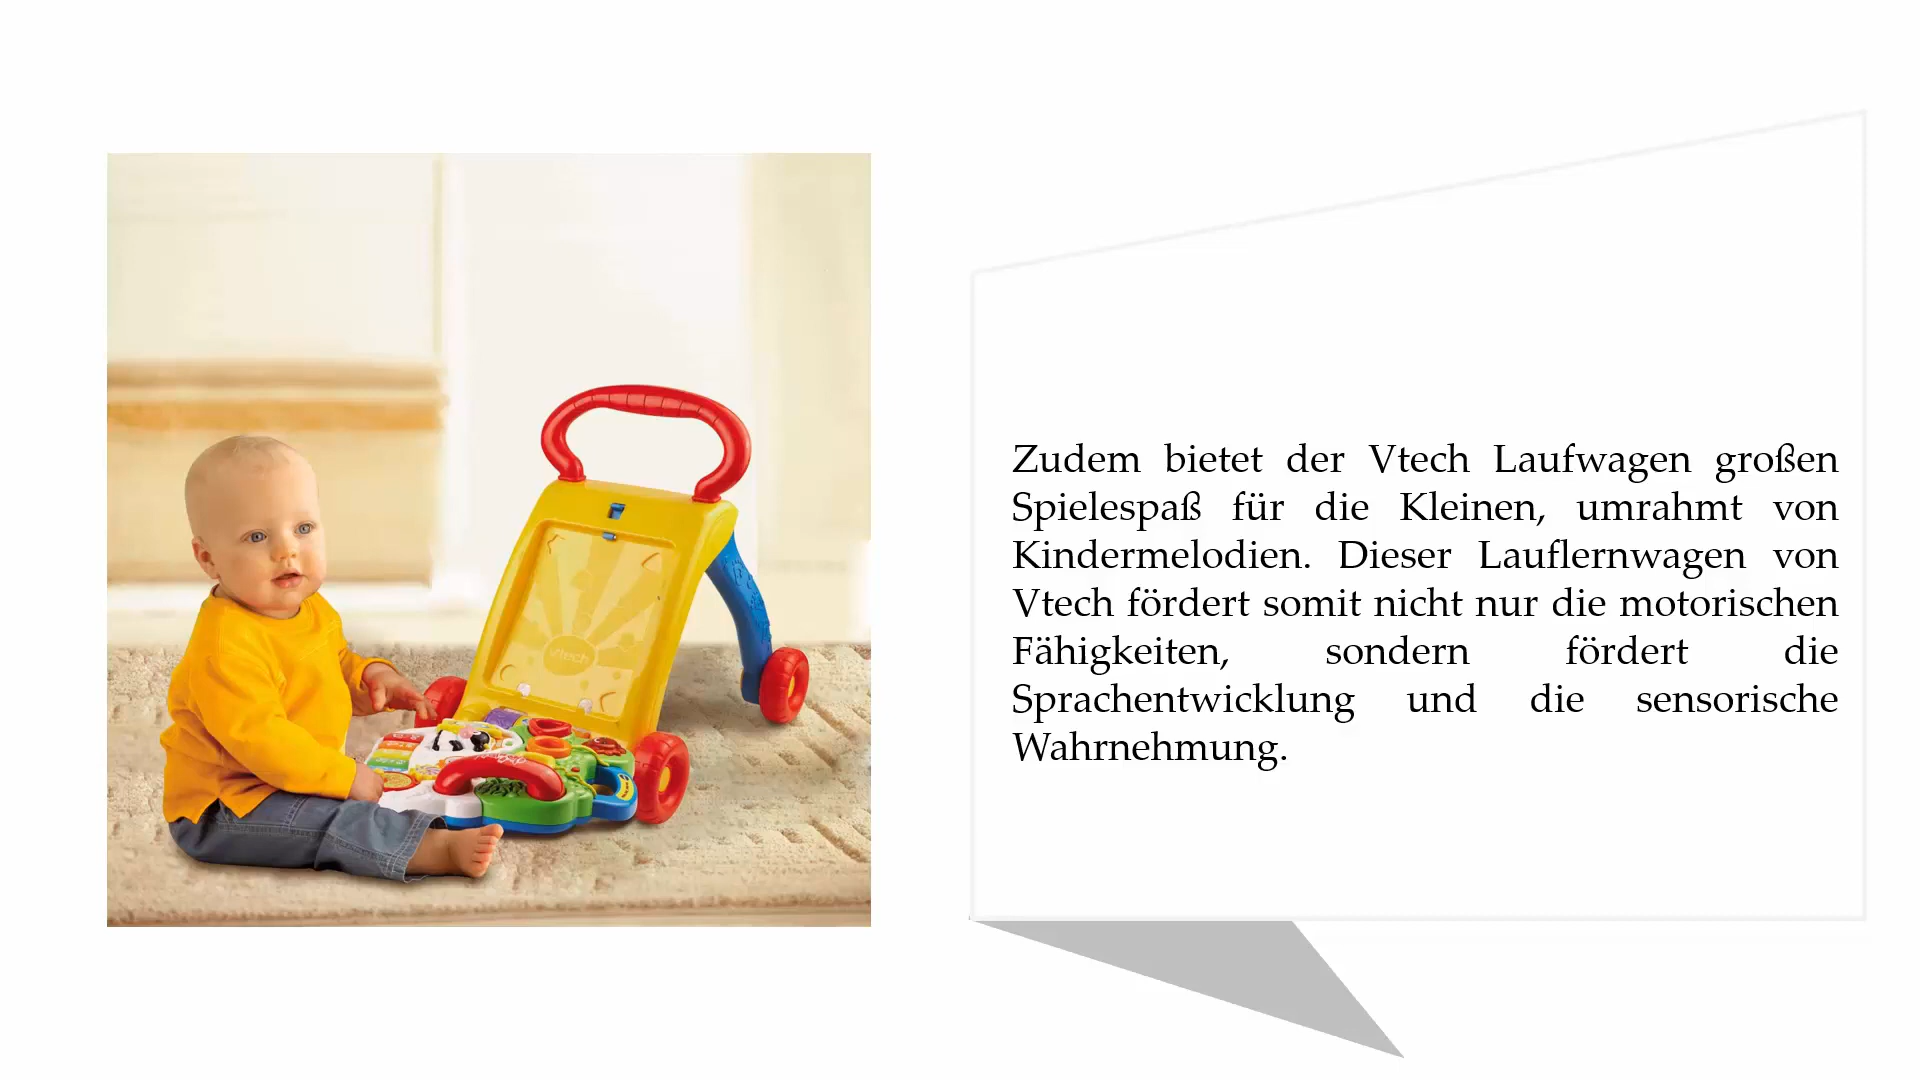 Zudem bietet der Vtech Laufwagen großen
Spielespaß für die Kleinen, umrahmt von
Kindermelodien. Dieser Lauflernwagen von
Vtech fördert somit nicht nur die motorischen
Fähigkeiten, sondern fördert die
Sprachentwicklung und die sensorische
Wahrnehmung.
vtech